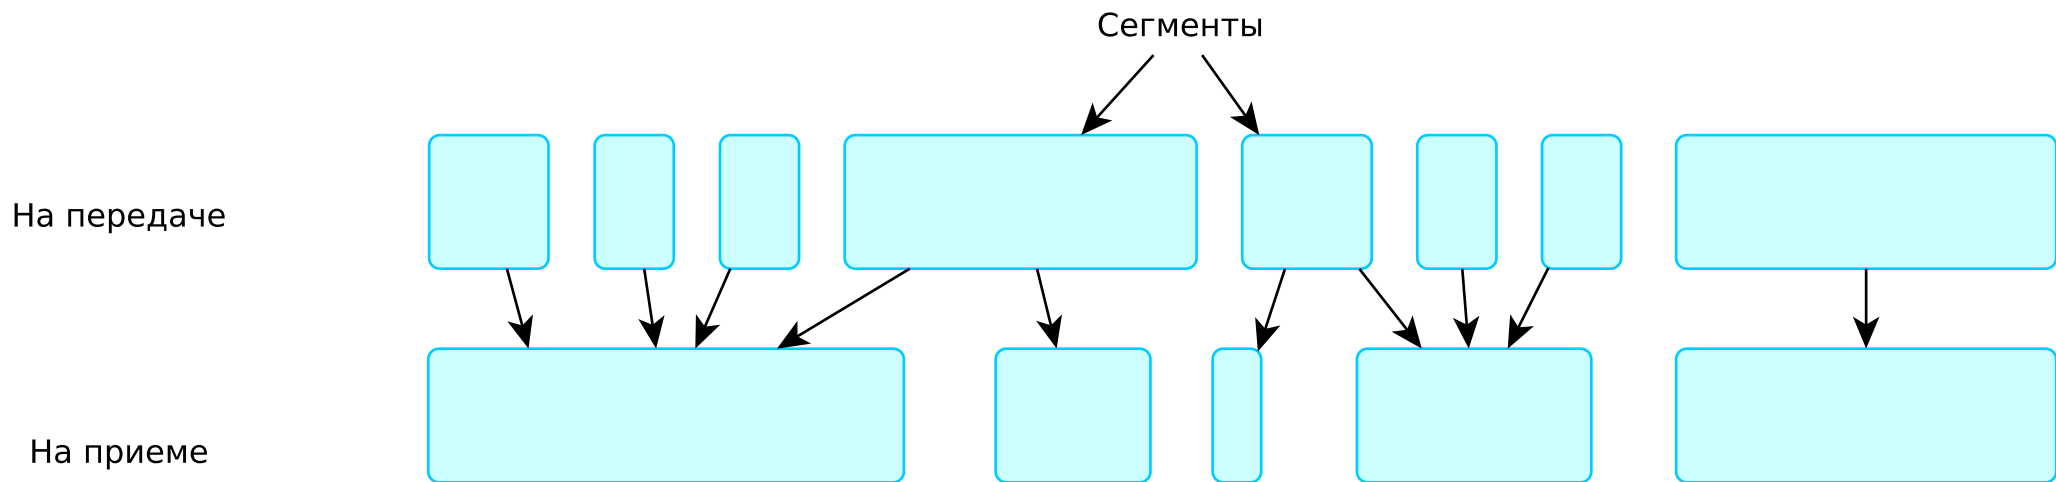 Сегменты
На передаче
На приеме